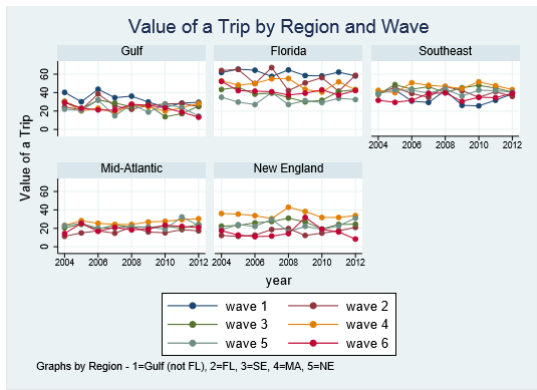 Value of a Trip by Region and Wave
Gulf Florida Southeast
0 20 40 60
2004 2006 2008 2010 2012
Mid-Atlantic New England
0 20 40 60
2004 2006 2008 2010 2012 2004 2006 2008 2010 2012
Value of a Trip
year
wave 1 wave 2
wave 3 wave 4
wave 5 wave 6
Graphs by Region - 1=Gulf (not FL), 2=FL, 3=SE, 4=MA, 5=NE